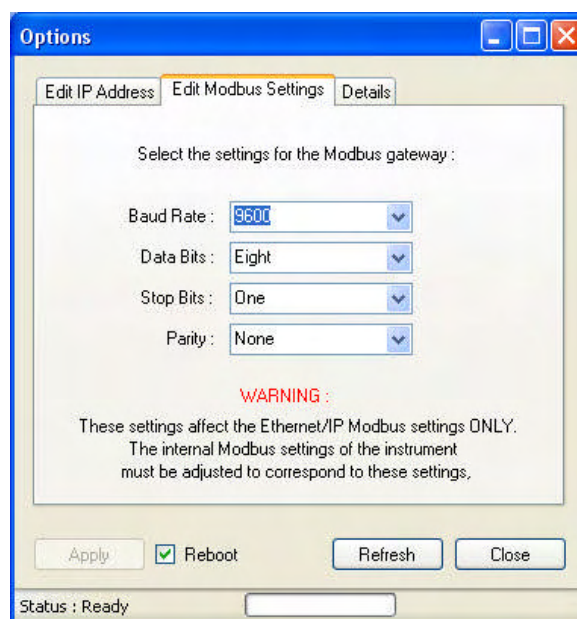 Options
Edit IP Address Edit Modbus Settings Details
Select the settings for the Modbus gateway :
Baud Rate : 9600
Data Bits : Eight
Stop Bits : One
Parity : None
WARNING :
These settings affect the Ethernet/IP Modbus settings ONLY.
The internal Modbus settings of the instrument
must be adjusted to correspond to these settings,
Apply Reboot Refresh Close
Status : Ready